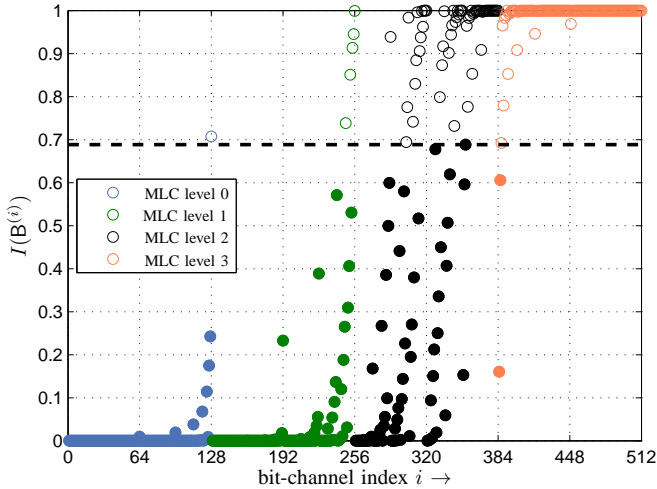 1
0.9
0.8
0.7
0.6
0.5
0.4
0.3
0.2
0.1
0
I(B^(i))
MLC level 0
MLC level 1
MLC level 2
MLC level 3
0 64 128 192 256 320 384 448 512
bit-channel index i →